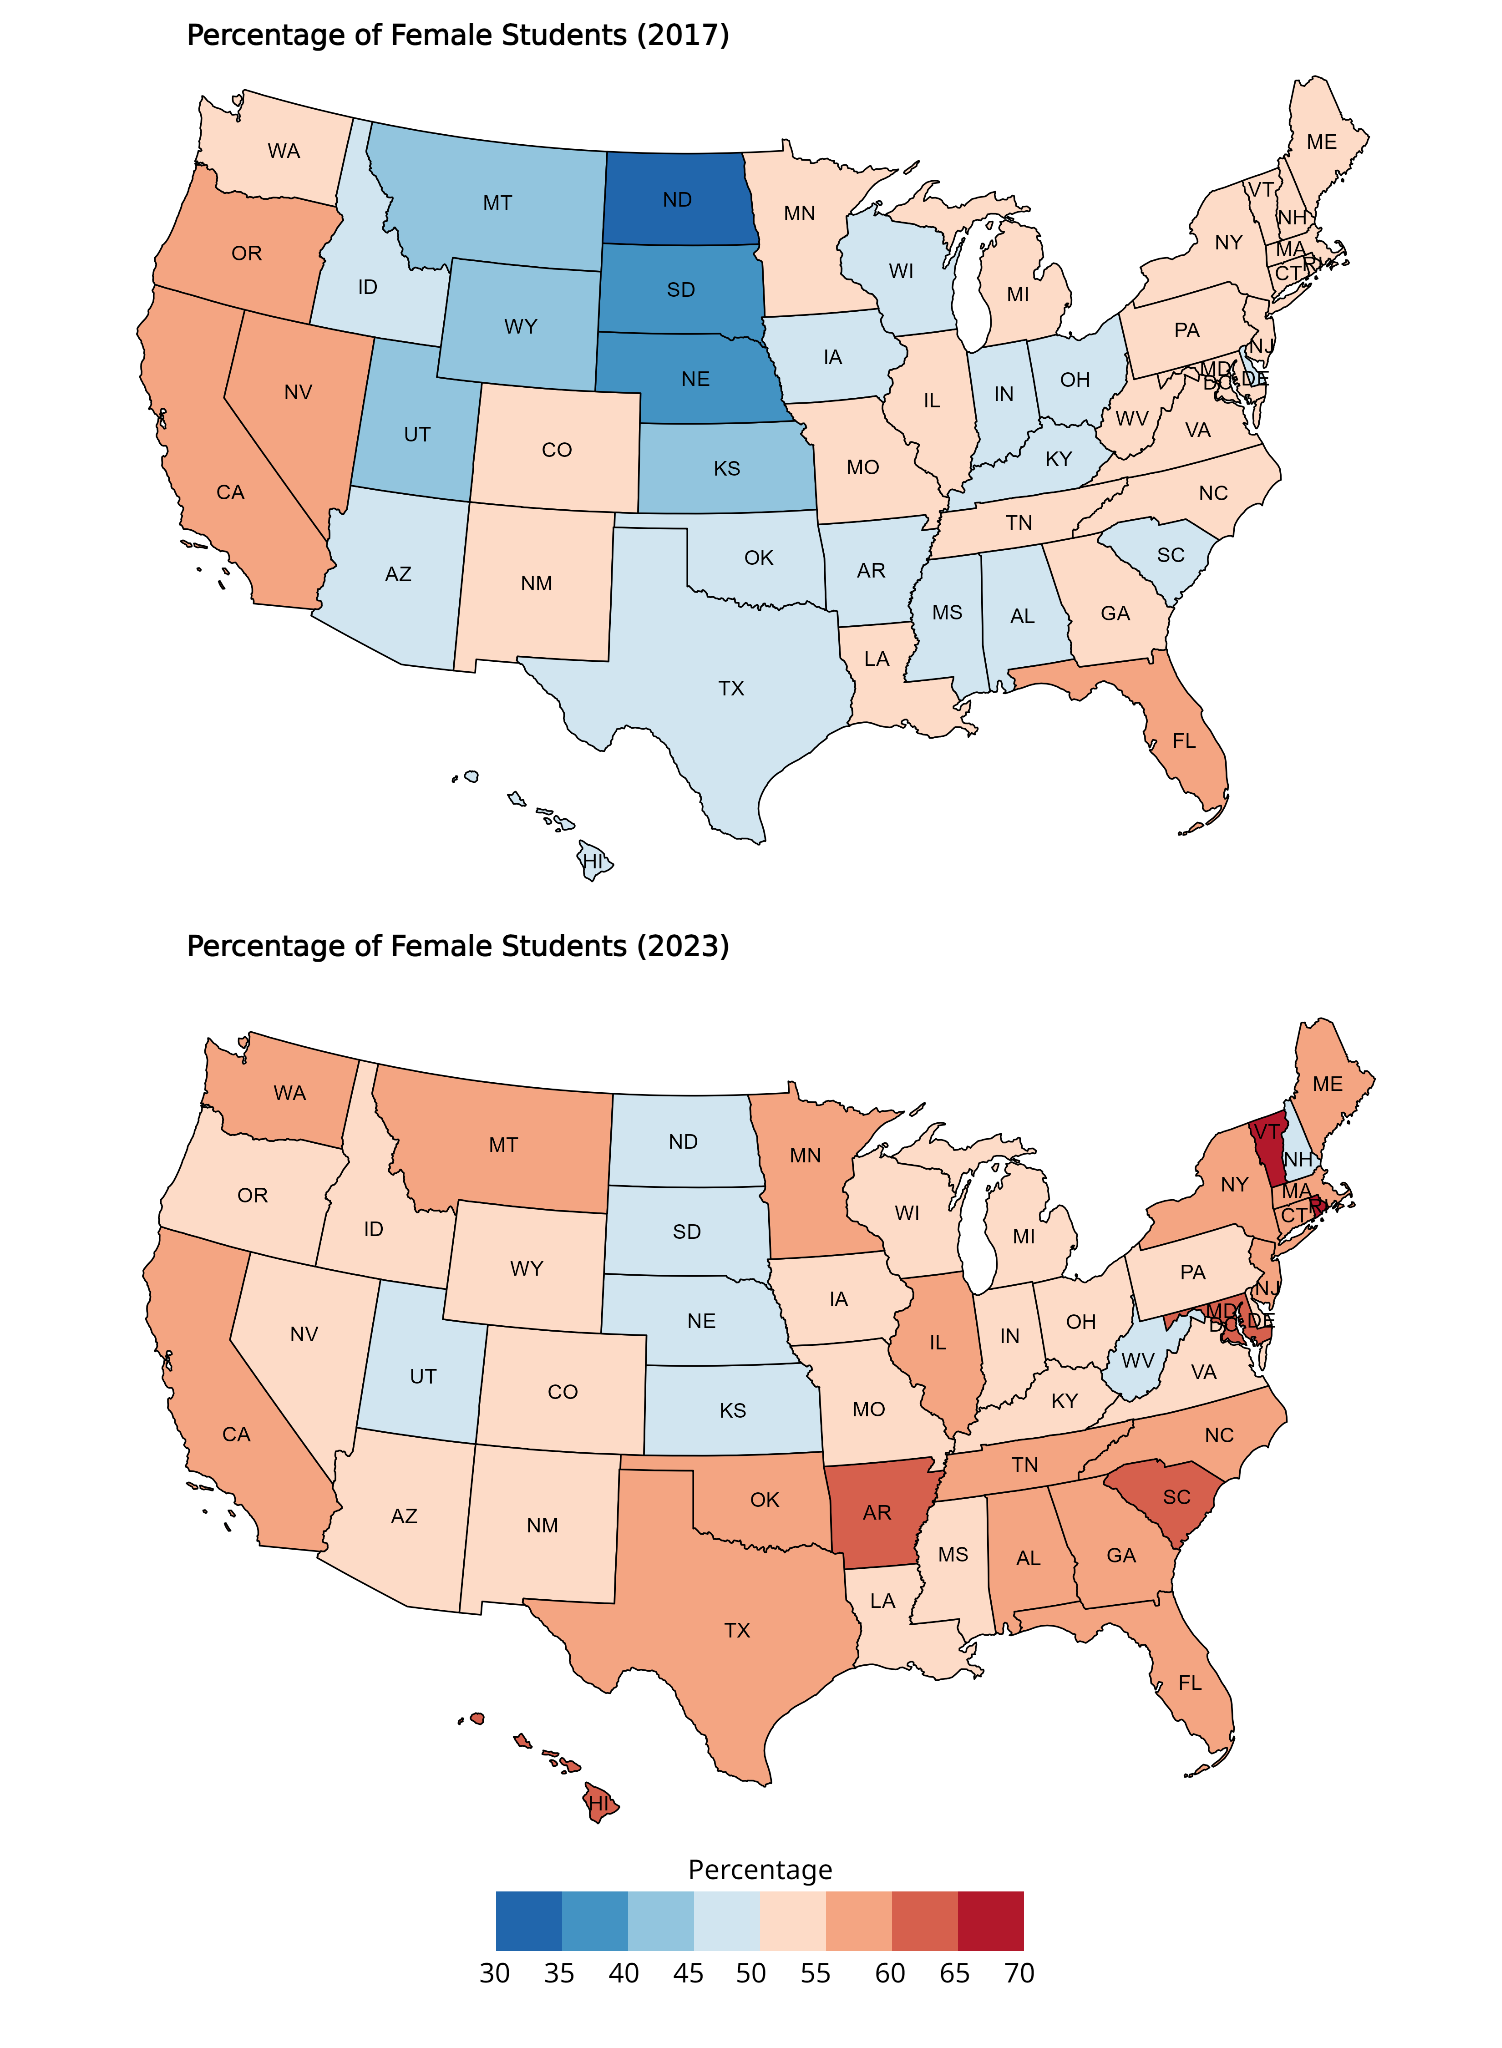 Percentage of Female Students (2017)
ME
WA
VT
MT
ND
MN
NH
NY
MA
OR
RI
WI
CT
ID
SD
MI
WY
PA
NJ
IA
MD
NE
OH
DE
DC
NV
IN
IL
WV
VA
UT
CO
KY
MO
KS
CA
NC
TN
SC
OK
AR
AZ
NM
MS
AL
GA
LA
TX
FL
HI
Percentage of Female Students (2023)
ME
WA
VT
MT
ND
MN
NH
NY
MA
OR
RI
WI
CT
ID
SD
MI
WY
PA
NJ
IA
MD
NE
OH
DE
DC
NV
IN
IL
WV
VA
UT
CO
KY
MO
KS
CA
NC
TN
SC
OK
AR
AZ
NM
MS
AL
GA
LA
TX
FL
HI
Percentage
30 35 40 45 50 55 60 65 70